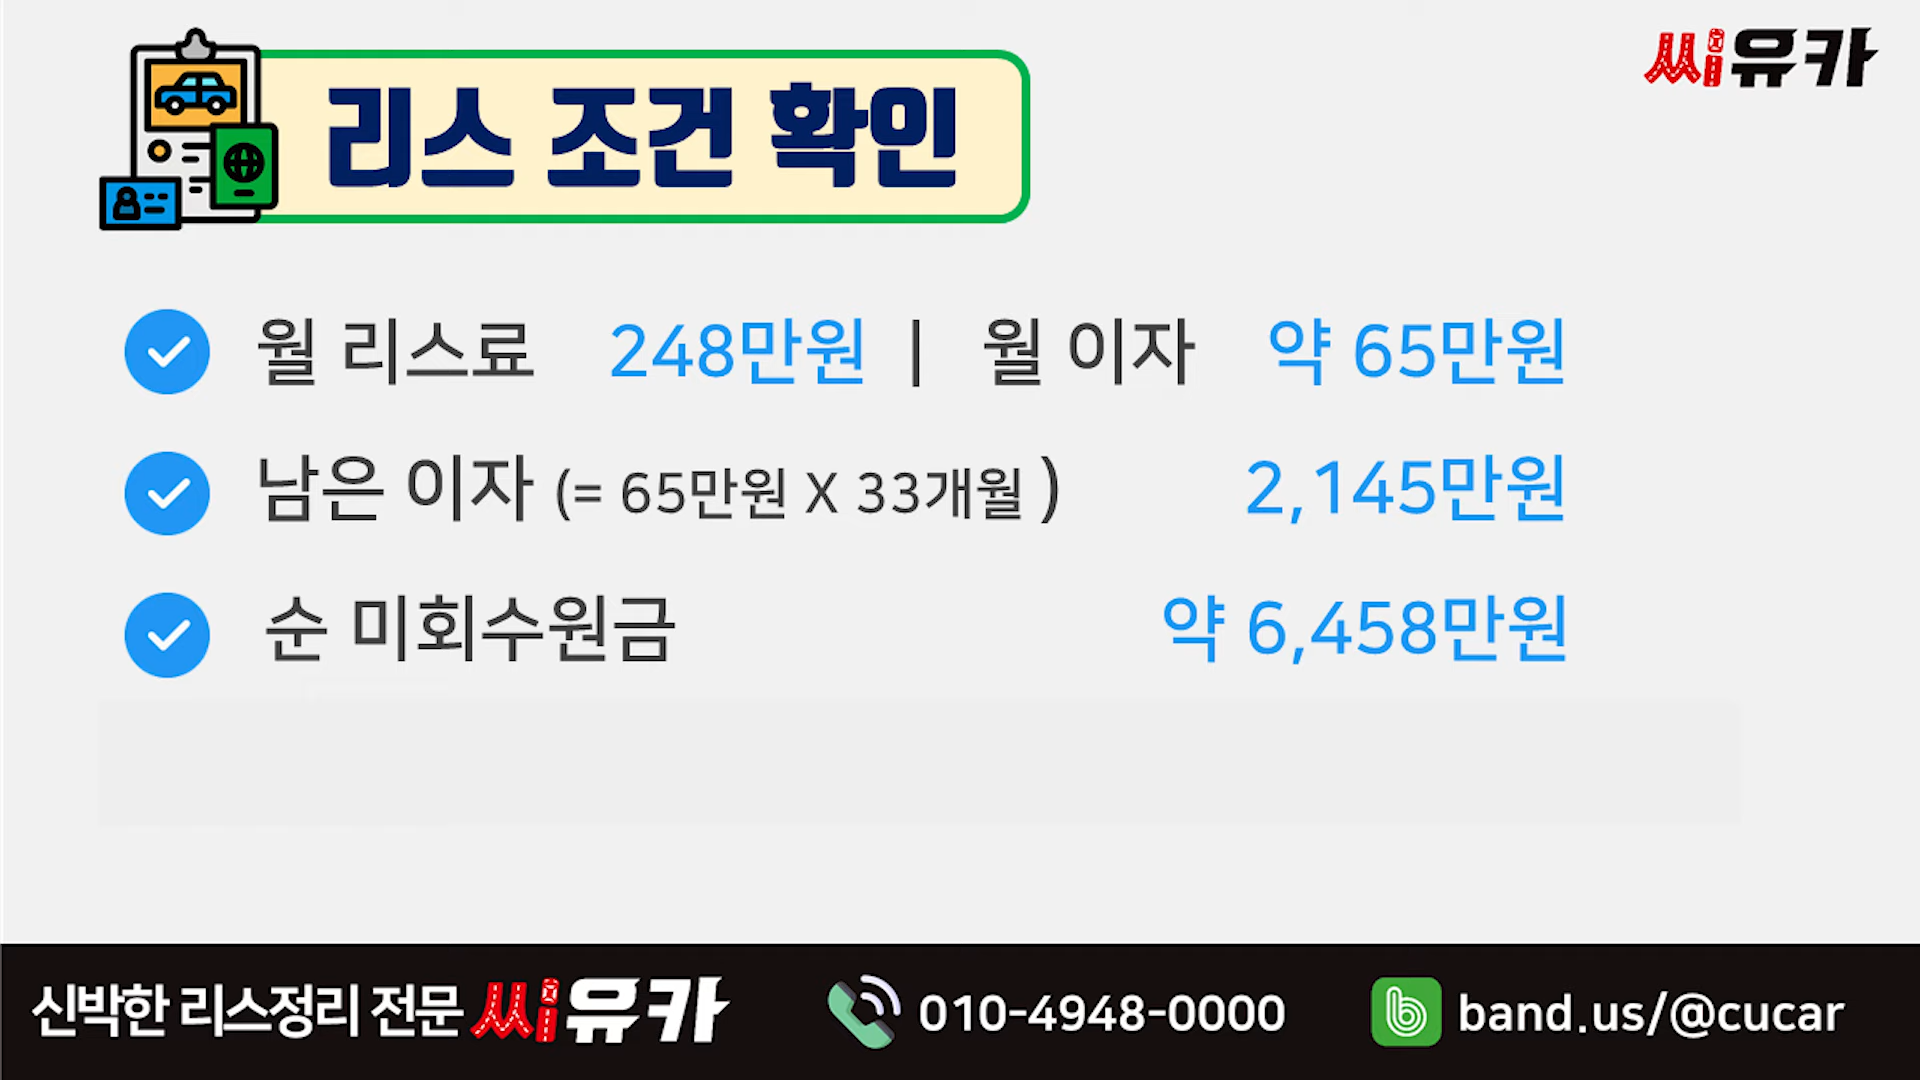 씨유카
리스 조건 확인
월 리스료 248만원 | 월 이자 약 65만원
남은 이자 (= 65만원 X 33개월 ) 2,145만원
순 미회수원금 약 6,458만원
신박한 리스정리 전문 씨유카 010-4948-0000 band.us/@cucar